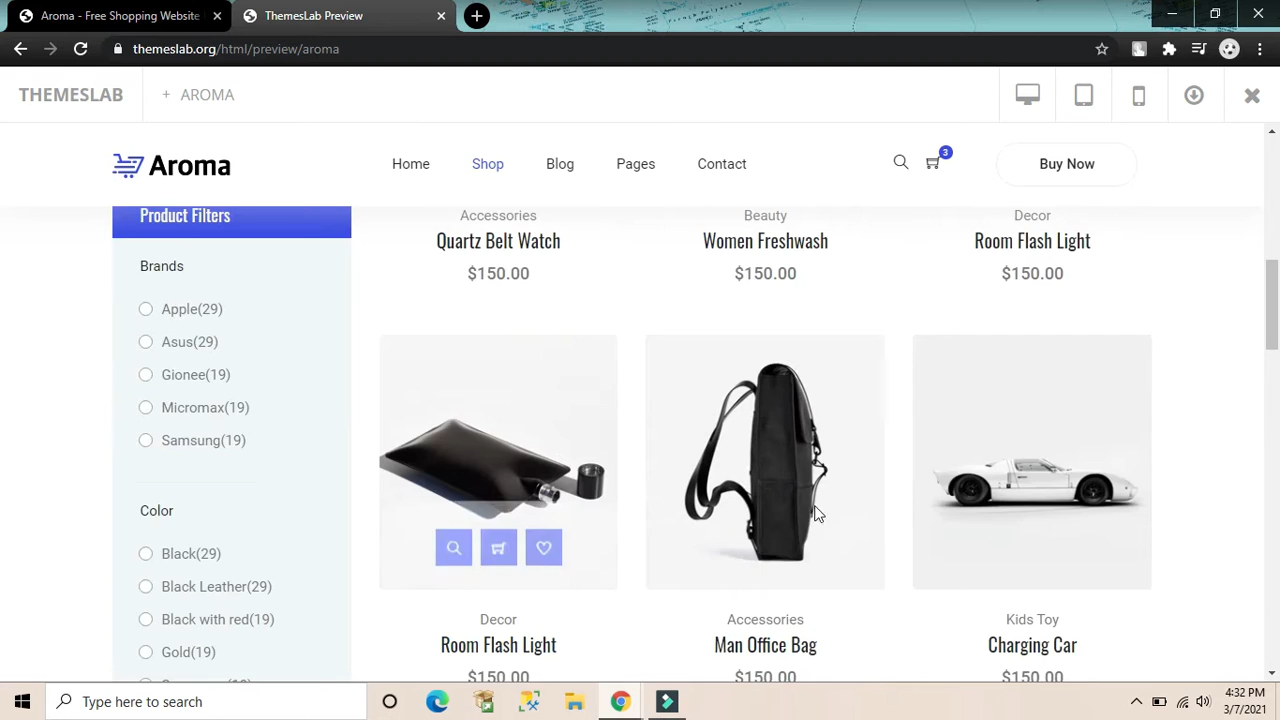 Aroma - Free Shopping Website
ThemesLab Preview
themeslab.org/html/preview/aroma
THEMESLAB
+ AROMA
Aroma
Home
Shop
Blog
Pages
Contact
3
Buy Now
Product Filters
Brands
Apple(29)
Asus(29)
Gionee(19)
Micromax(19)
Samsung(19)
Color
Black(29)
Black Leather(29)
Black with red(19)
Gold(19)
Accessories
Quartz Belt Watch
$150.00
Beauty
Women Freshwash
$150.00
Decor
Room Flash Light
$150.00
Decor
Room Flash Light
$150.00
Accessories
Man Office Bag
$150.00
Kids Toy
Charging Car
$150.00
Type here to search
4:32 PM
3/7/2021